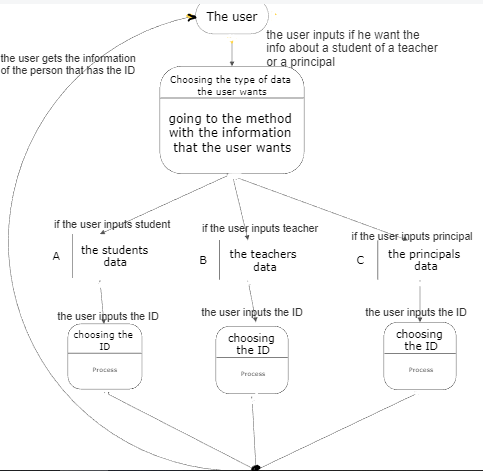 The user
the user inputs if he want the
info about a student of a teacher
or a principal
the user gets the information
of the person that has the ID
Choosing the type of data
the user wants
going to the method
with the information
that the user wants
if the user inputs student
if the user inputs teacher
if the user inputs principal
A
the students
data
B
the teachers
data
C
the principals
data
the user inputs the ID
the user inputs the ID
the user inputs the ID
choosing the
ID
Process
choosing
the ID
Process
choosing
the ID
Process